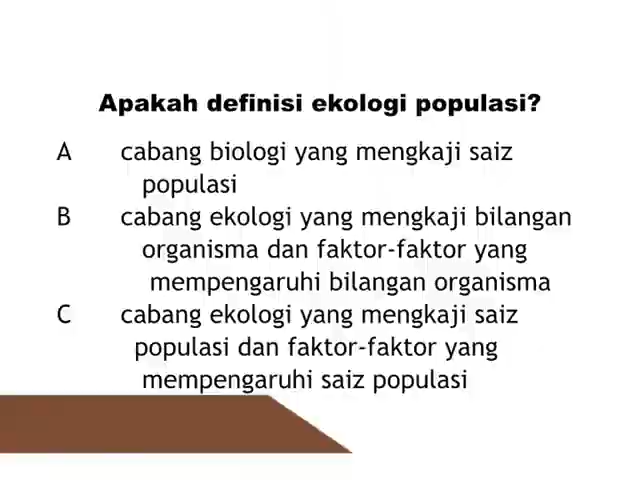 Apakah definisi ekologi populasi?
A cabang biologi yang mengkaji saiz
populasi
B cabang ekologi yang mengkaji bilangan
organisma dan faktor-faktor yang
mempengaruhi bilangan organisma
C cabang ekologi yang mengkaji saiz
populasi dan faktor-faktor yang
mempengaruhi saiz populasi